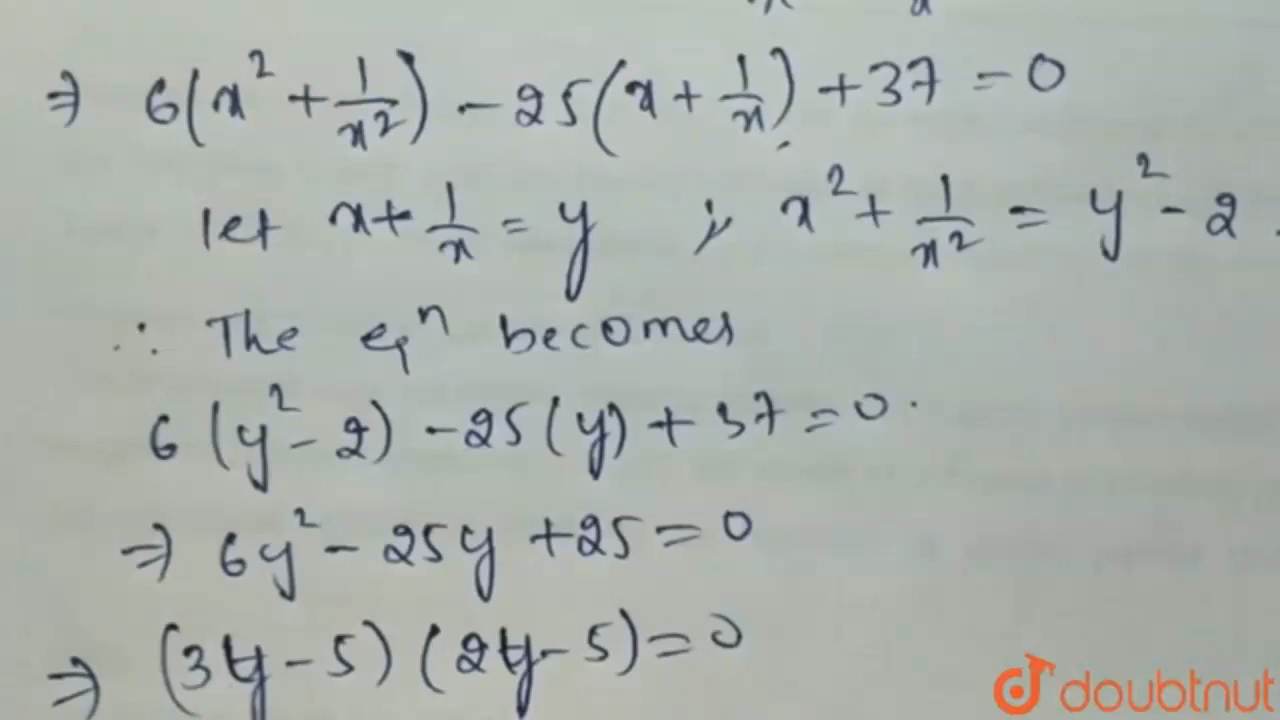 ⇒ 6(x² + 1/x²) - 25(x + 1/x) + 37 = 0
let x + 1/x = y ; x² + 1/x² = y² - 2
∴ The eqⁿ becomes
6(y² - 2) - 25(y) + 37 = 0
⇒ 6y² - 25y + 25 = 0
⇒ (3y - 5)(2y - 5) = 0
doubtnut